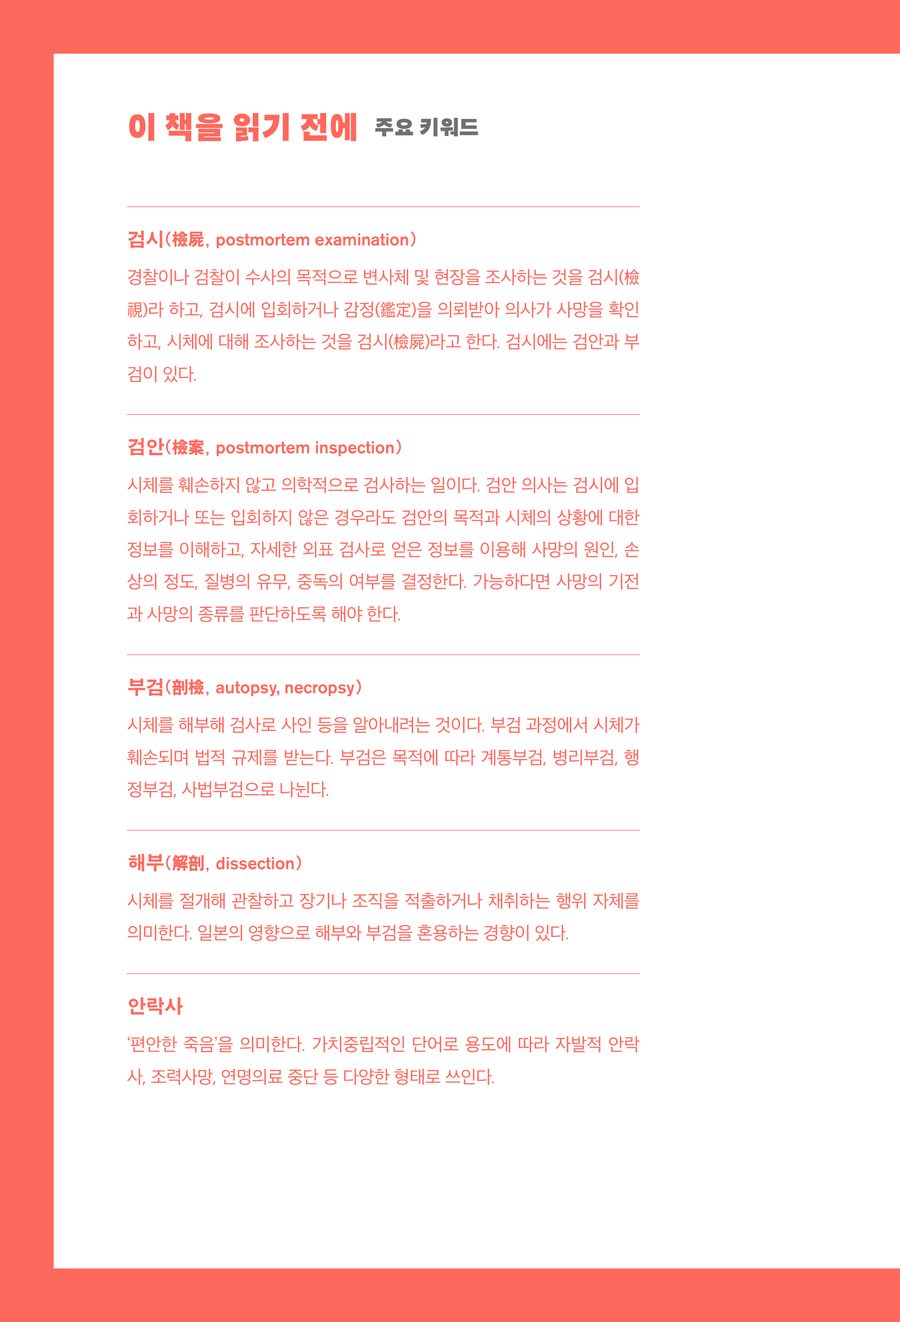 이 책을 읽기 전에 주요 키워드
검시(檢屍, postmortem examination)
경찰이나 검찰이 수사의 목적으로 변사체 및 현장을 조사하는 것을 검시(檢
視)라 하고, 검시에 입회하거나 감정(鑑定)을 의뢰받아 의사가 사망을 확인
하고, 시체에 대해 조사하는 것을 검시(檢屍)라고 한다. 검시에는 검안과 부
검이 있다.
검안(檢案, postmortem inspection)
시체를 훼손하지 않고 의학적으로 검사하는 일이다. 검안 의사는 검시에 입
회하거나 또는 입회하지 않은 경우라도 검안의 목적과 시체의 상황에 대한
정보를 이해하고, 자세한 외표 검사로 얻은 정보를 이용해 사망의 원인, 손
상의 정도, 질병의 유무, 중독의 여부를 결정한다. 가능하다면 사망의 기전
과 사망의 종류를 판단하도록 해야 한다.
부검(剖檢, autopsy, necropsy)
시체를 해부해 검사로 사인 등을 알아내려는 것이다. 부검 과정에서 시체가
훼손되며 법적 규제를 받는다. 부검은 목적에 따라 계통부검, 병리부검, 행
정부검, 사법부검으로 나뉜다.
해부(解剖, dissection)
시체를 절개해 관찰하고 장기나 조직을 적출하거나 채취하는 행위 자체를
의미한다. 일본의 영향으로 해부와 부검을 혼용하는 경향이 있다.
안락사
‘편안한 죽음’을 의미한다. 가치중립적인 단어로 용도에 따라 자발적 안락
사, 조력사망, 연명의료 중단 등 다양한 형태로 쓰인다.